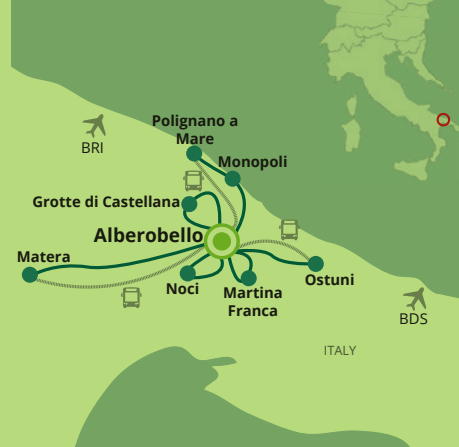 Polignano a
Mare
BRI
Monopoli
Grotte di Castellana
Alberobello
Matera
Noci
Martina
Franca
Ostuni
BDS
ITALY